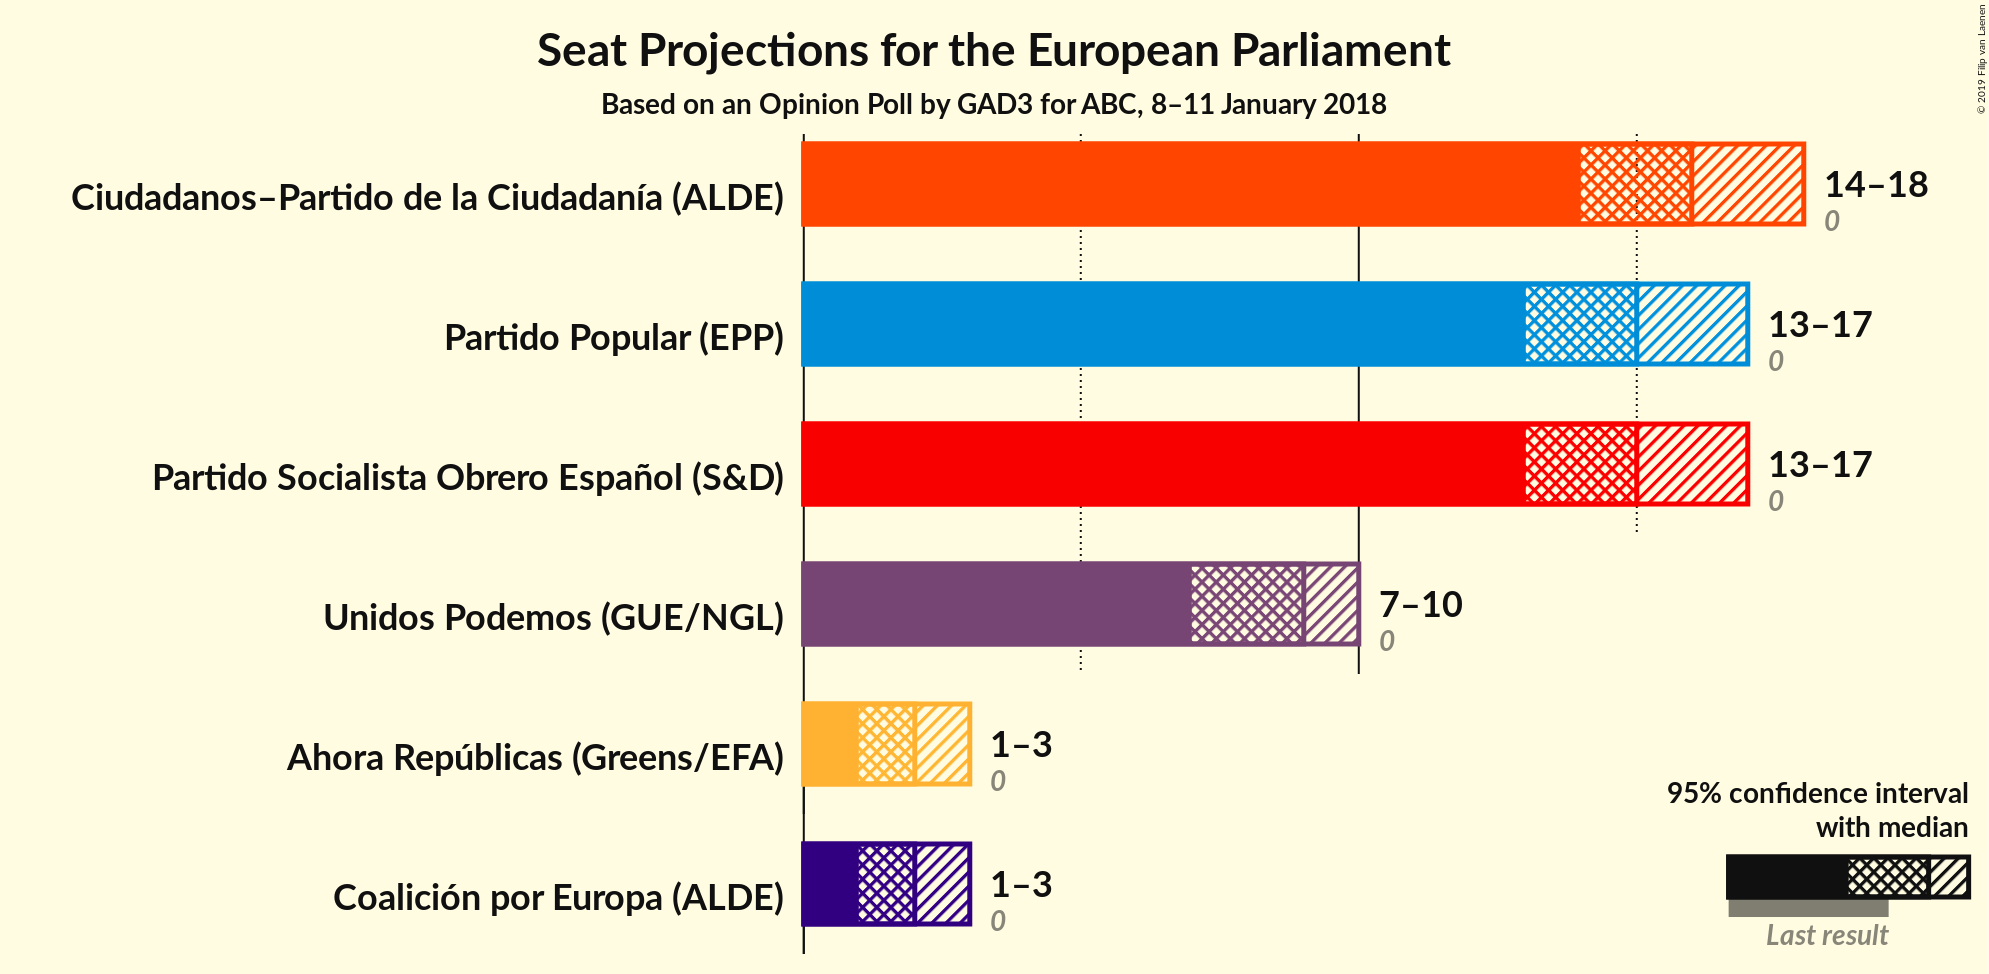 Seat Projections for the European Parliament
Based on an Opinion Poll by GAD3 for ABC, 8–11 January 2018
© 2019 Filip van Laenen
Ciudadanos–Partido de la Ciudadanía (ALDE)
14–18
0
Partido Popular (EPP)
13–17
0
Partido Socialista Obrero Español (S&D)
13–17
0
Unidos Podemos (GUE/NGL)
7–10
0
Ahora Repúblicas (Greens/EFA)
1–3
0
Coalición por Europa (ALDE)
1–3
0
95% confidence interval
with median
Last result